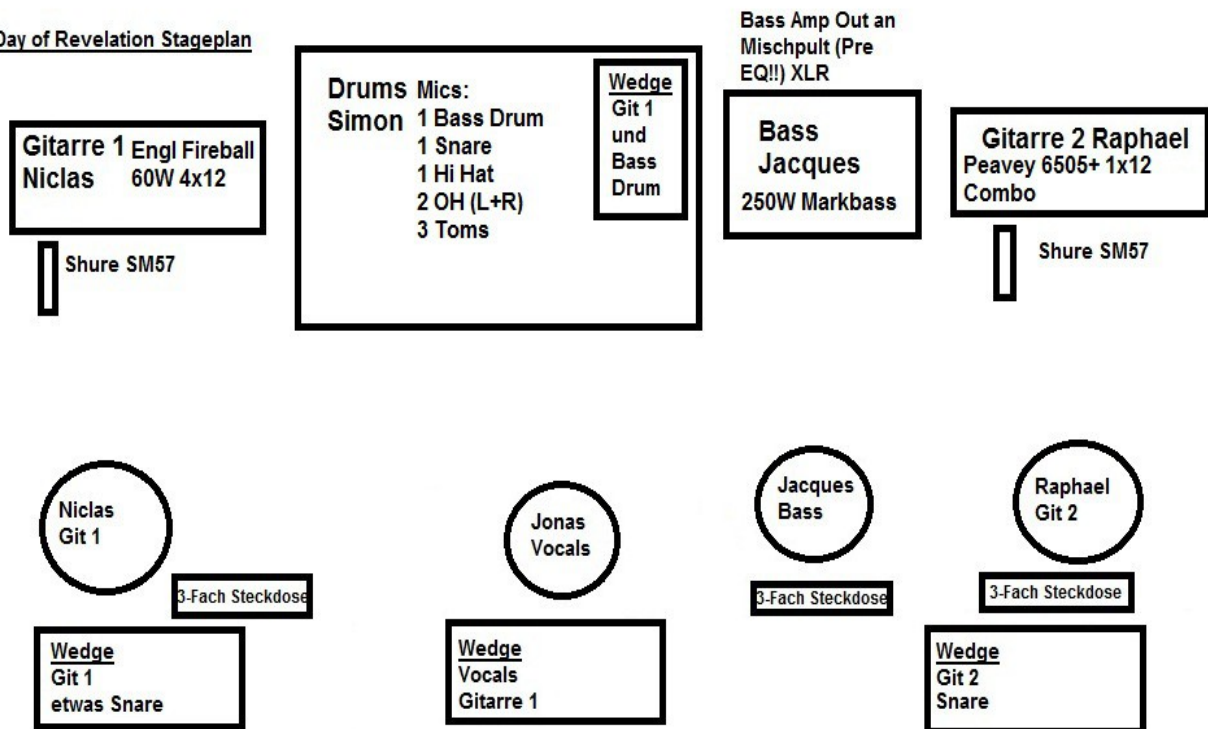 Day of Revelation Stageplan
Bass Amp Out an
Mischpult (Pre
EQ!!) XLR
Gitarre 1 Engl Fireball
Niclas 60W 4x12
Shure SM57
Drums Mics:
Simon 1 Bass Drum
1 Snare
1 Hi Hat
2 OH (L+R)
3 Toms
Wedge
Git 1
und
Bass
Drum
Bass
Jacques
250W Markbass
Gitarre 2 Raphael
Peavey 6505+ 1x12
Combo
Shure SM57
Niclas
Git 1
Jonas
Vocals
Jacques
Bass
Raphael
Git 2
3-Fach Steckdose
3-Fach Steckdose
3-Fach Steckdose
Wedge
Git 1
etwas Snare
Wedge
Vocals
Gitarre 1
Wedge
Git 2
Snare